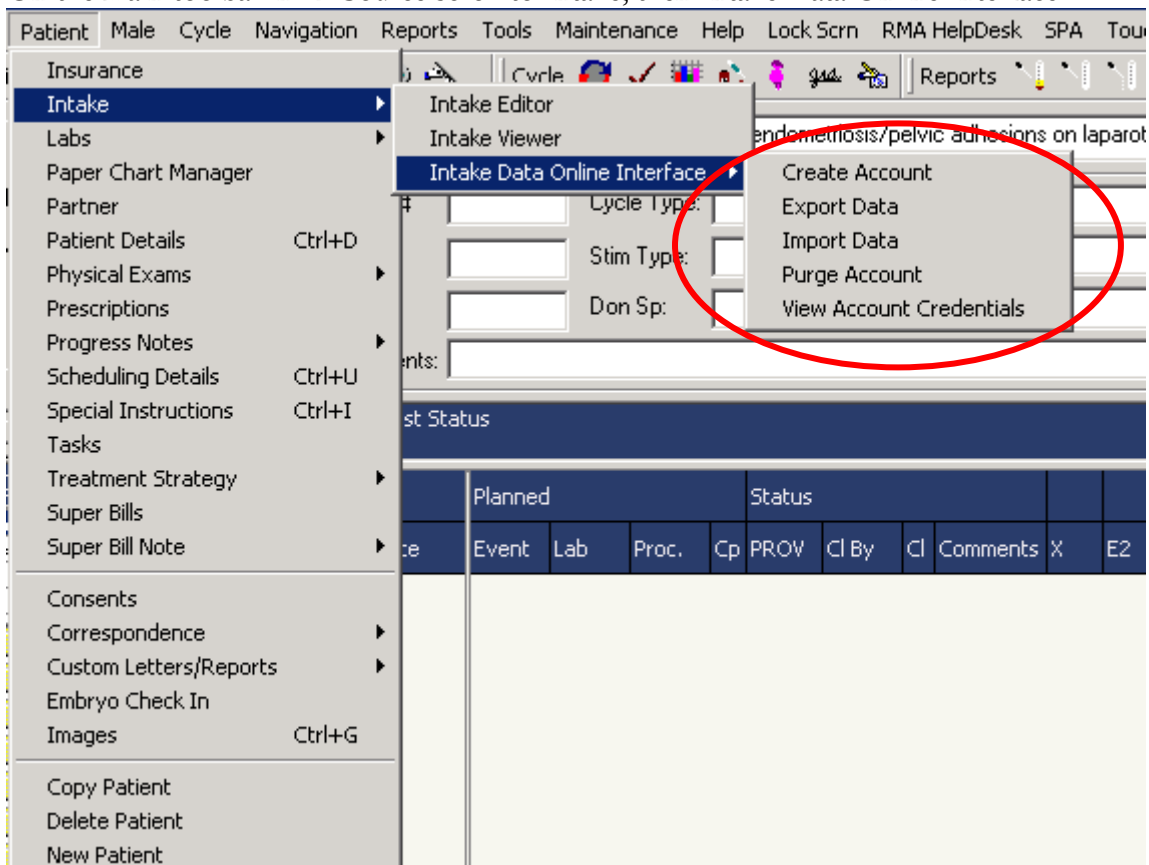 Patient Male Cycle Navigation Reports Tools Maintenance Help Lock Scrn RMA HelpDesk SPA
Insurance
Cycle Reports
Intake
Intake Editor
Labs
Intake Viewer
endometriosis/pelvic adhesions on laparot
Paper Chart Manager
Intake Data Online Interface
Create Account
Partner
# Cycle Type:
Export Data
Patient Details Ctrl+D
Stim Type:
Import Data
Physical Exams
Purge Account
Prescriptions
Don Sp:
View Account Credentials
Progress Notes
ents:
Scheduling Details Ctrl+U
Special Instructions Ctrl+I
st Status
Tasks
Treatment Strategy
Planned Status
Super Bills
Super Bill Note
te Event Lab Proc. Cp PROV Cl By Cl Comments X E2
Consents
Correspondence
Custom Letters/Reports
Embryo Check In
Images Ctrl+G
Copy Patient
Delete Patient
New Patient